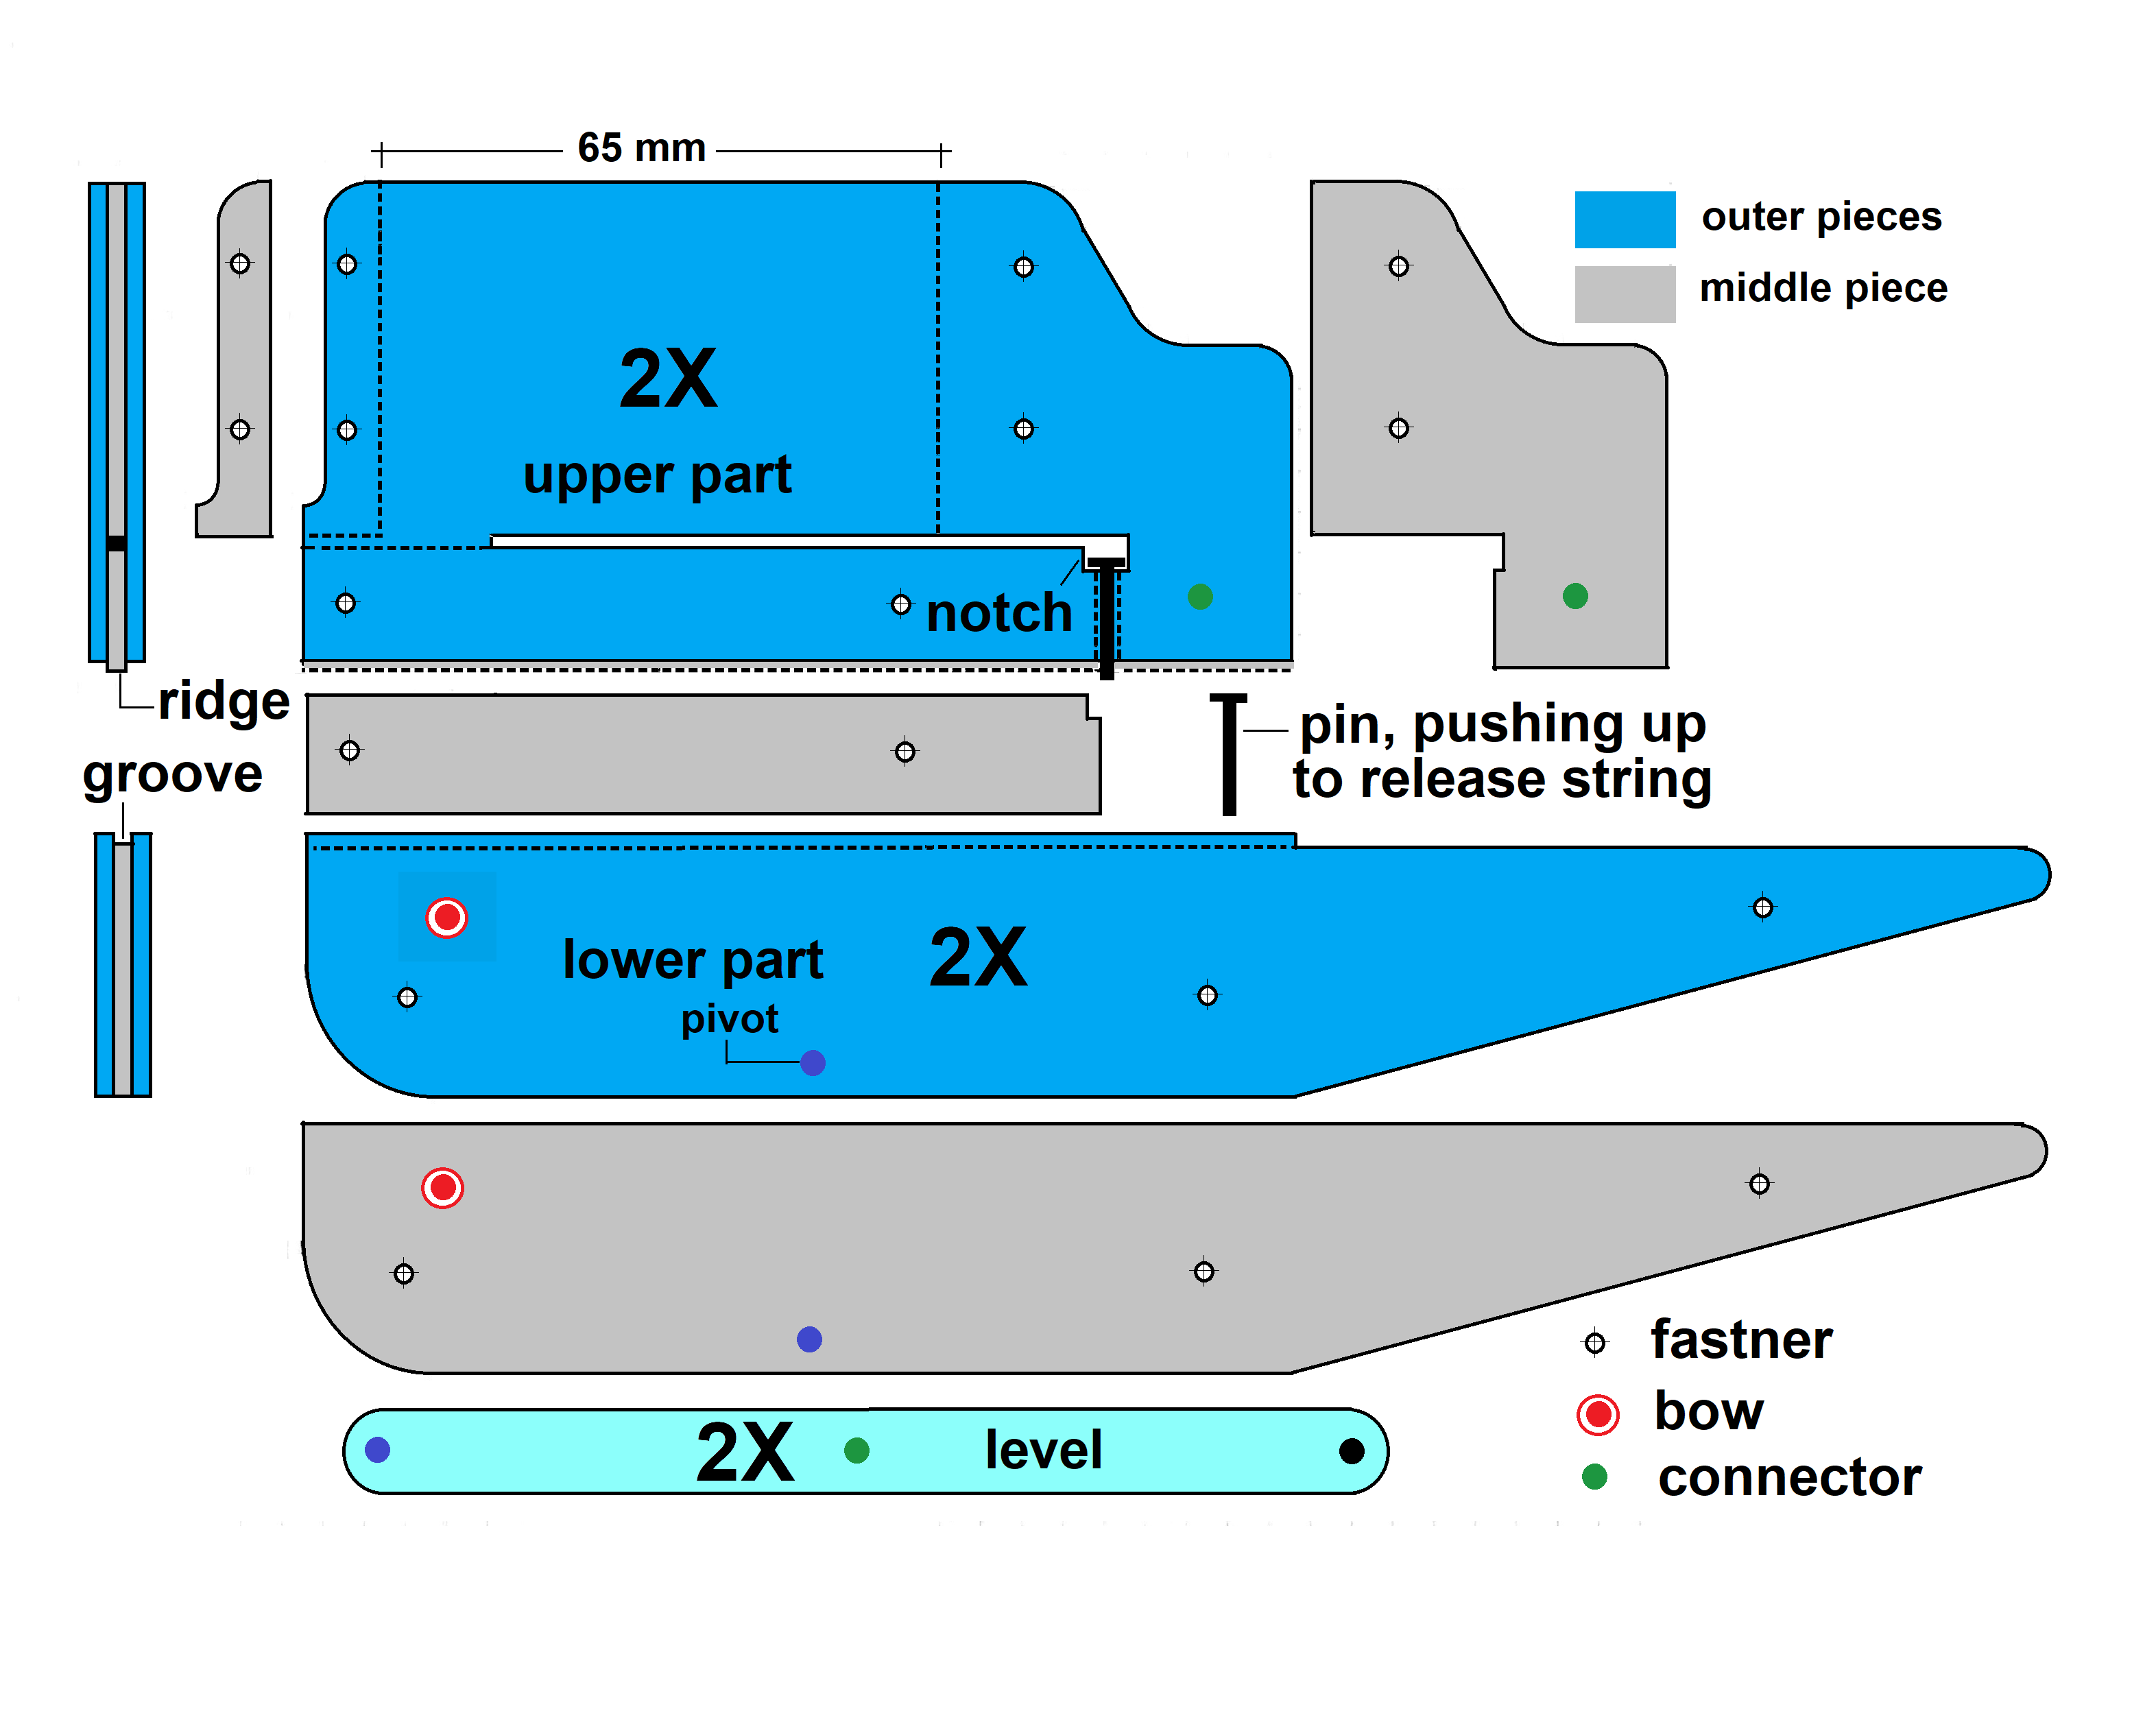 65 mm
outer pieces
middle piece
2X
upper part
notch
ridge
groove
pin, pushing up
to release string
lower part
2X
pivot
fastner
bow
connector
2X
level